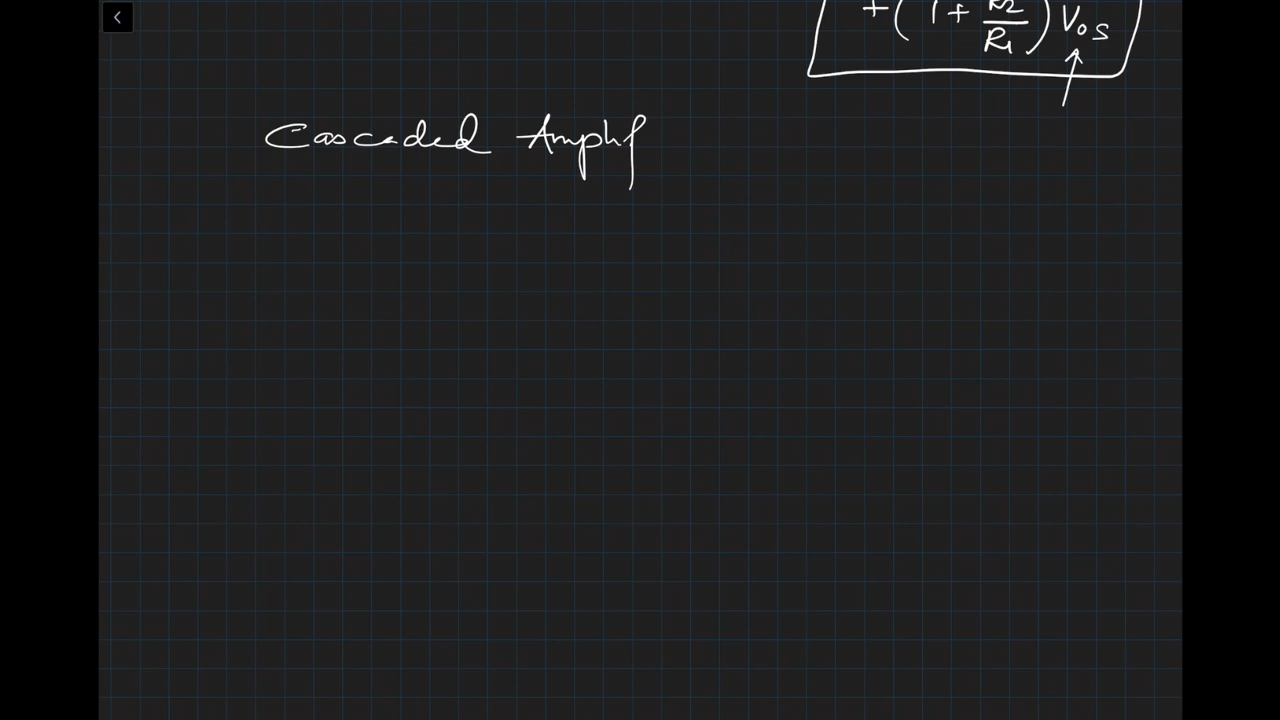 + (1 + R2/R1) Vos
Cascaded Amplif